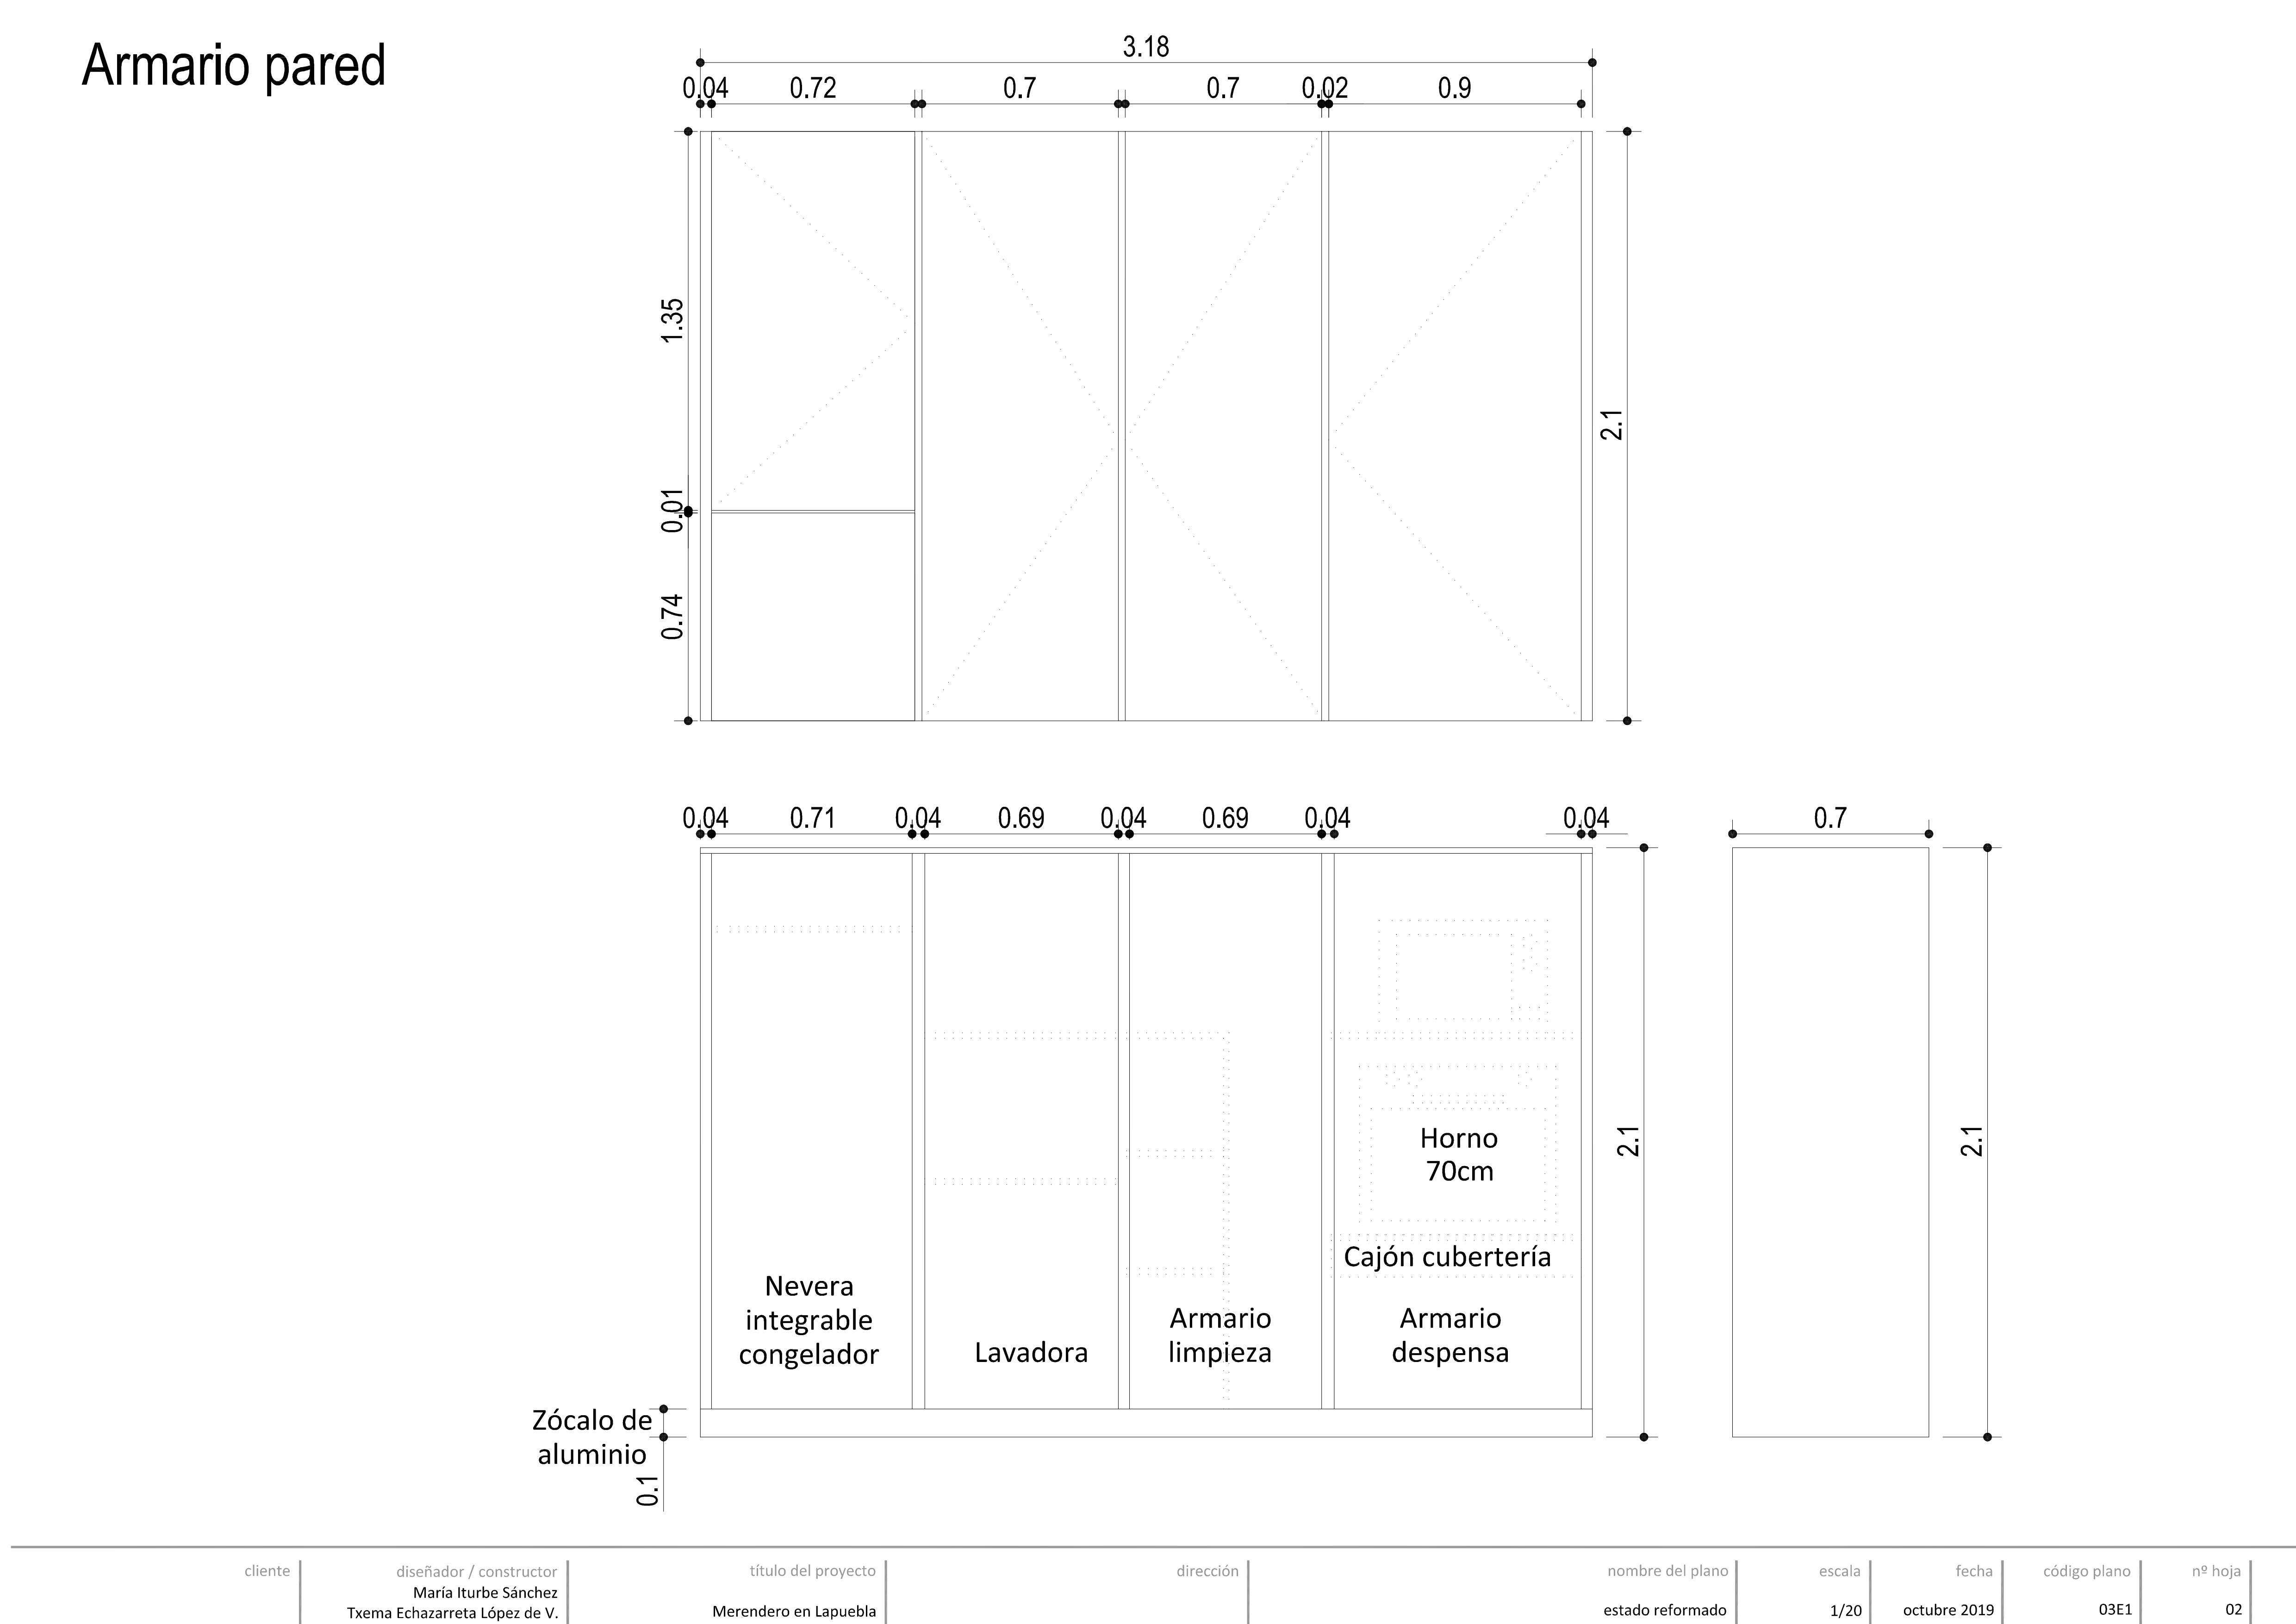 Armario pared
3.18
0.04 0.72 0.7 0.7 0.02 0.9
1.35
0.01
0.74
2.1
0.04 0.71 0.04 0.69 0.04 0.69 0.04 0.04 0.7
Horno
70cm
2.1
2.1
Cajón cubertería
Nevera
integrable
congelador
Lavadora
Armario
limpieza
Armario
despensa
Zócalo de
aluminio
0.1
cliente
diseñador / constructor
María Iturbe Sánchez
Txema Echazarreta López de V.
título del proyecto
Merendero en Lapuebla
dirección
nombre del plano
estado reformado
escala
1/20
fecha
octubre 2019
código plano
03E1
nº hoja
02